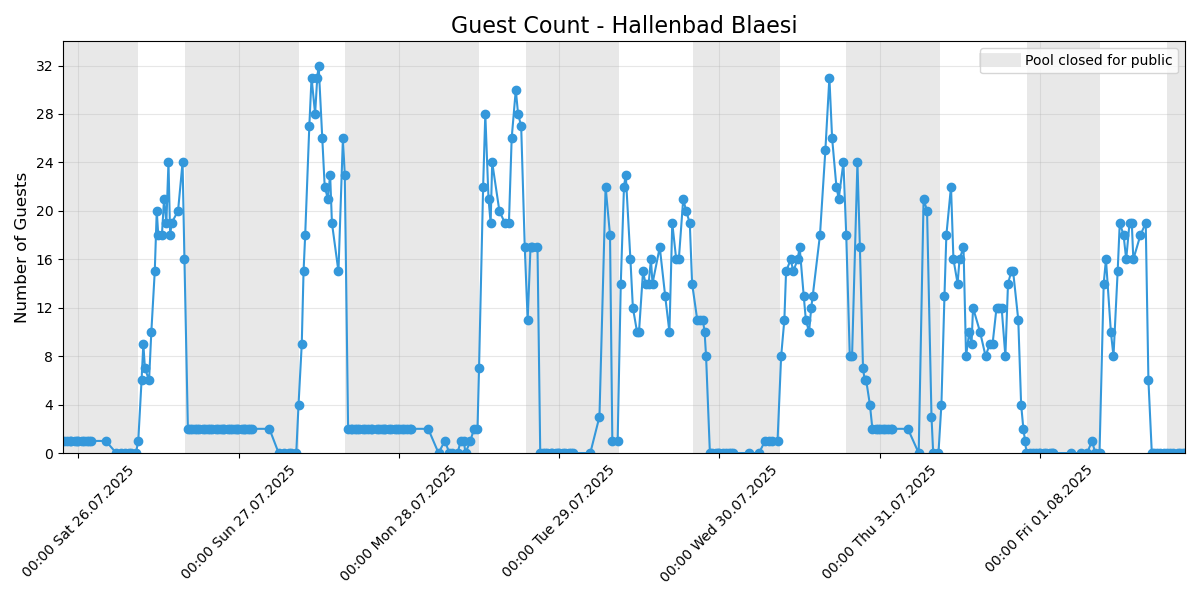 Guest Count - Hallenbad Blaesi
Pool closed for public
Number of Guests
32
28
24
20
16
12
8
4
0
00:00 Sat 26.07.2025
00:00 Sun 27.07.2025
00:00 Mon 28.07.2025
00:00 Tue 29.07.2025
00:00 Wed 30.07.2025
00:00 Thu 31.07.2025
00:00 Fri 01.08.2025